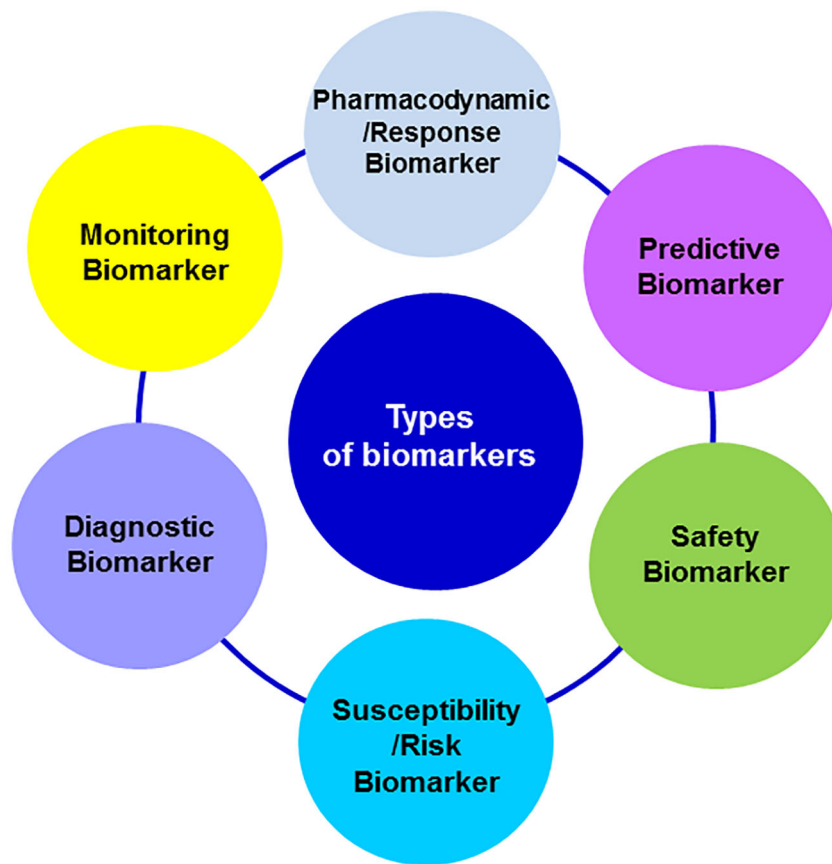 Pharmacodynamic
/Response
Biomarker
Monitoring
Biomarker
Predictive
Biomarker
Types
of biomarkers
Diagnostic
Biomarker
Safety
Biomarker
Susceptibility
/Risk
Biomarker